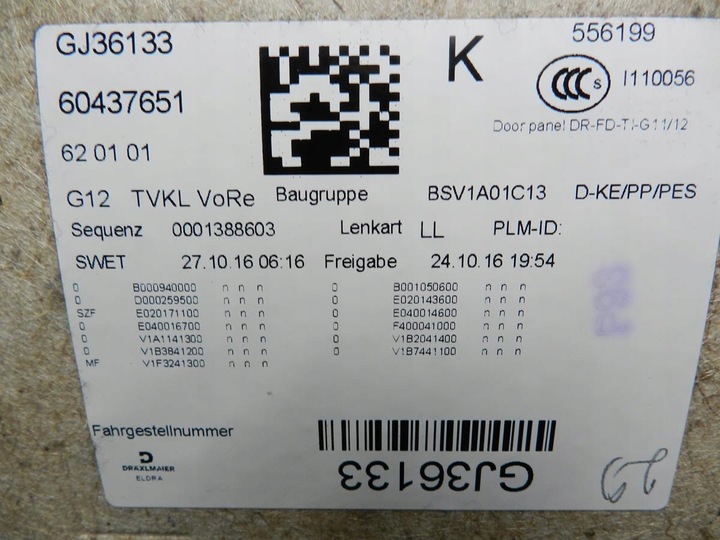 GJ36133
K
556199
CCC S
I110056
60437651
Door panel DR-FD-TI-G11/12
62 01 01
G12 TVKL VoRe Baugruppe BSV1A01C13 D-KE/PP/PES
Sequenz 0001388603 Lenkart LL PLM-ID:
SWET 27.10.16 06:16 Freigabe 24.10.16 19:54
0 B000940000 n n n 0 B001050600 n n
0 D000259500 n n n 0 E020143600 n n
SZF E020171100 n n n 0 E040014600 n n
0 E040016700 n n n 0 F400041000 n n
0 V1A1141300 n n n 0 V1B2041400 n n
0 V1B3841200 n n n 0 V1B7441100 n n
MF V1F3241300 n n n
Fahrgestellnummer
DRÄXLMAIER
ELDRA
GJ36133